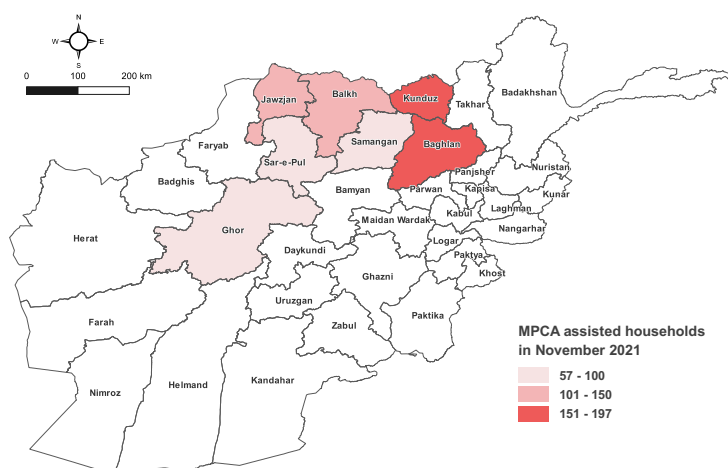 N
W E
S
0 100 200 km
Badakhshan
Kunduz
Takhar
Balkh
Jawzjan
Faryab
Samangan
Baghlan
Sar-e-Pul
Nuristan
Panjsher
Badghis
Bamyan
Parwan
Kapisa
Kunar
Laghman
Kabul
Maidan Wardak
Nangarhar
Ghor
Herat
Logar
Daykundi
Paktya
Khost
Ghazni
Uruzgan
Paktika
Farah
Zabul
Kandahar
Helmand
Nimroz
MPCA assisted households
in November 2021
57 - 100
101 - 150
151 - 197